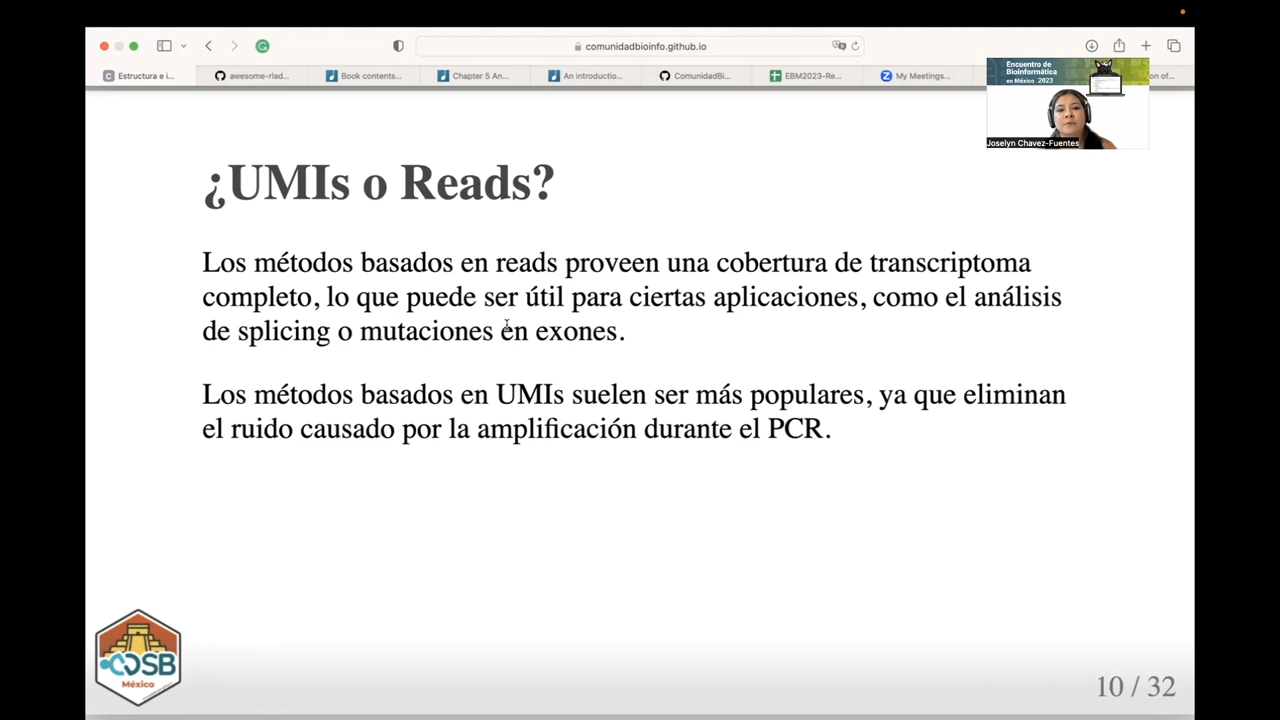 comunidadbioinfo.github.io
Estructura e i...
awesome-rlad...
Book contents...
Chapter 5 An...
An introductio...
ComunidadBi...
EBM2023-Re...
My Meetings...
on of...
Encuentro de
Bioinformática
en México 2023
Joselyn Chavez-Fuentes
¿UMIs o Reads?
Los métodos basados en reads proveen una cobertura de transcriptoma
completo, lo que puede ser útil para ciertas aplicaciones, como el análisis
de splicing o mutaciones en exones.
Los métodos basados en UMIs suelen ser más populares, ya que eliminan
el ruido causado por la amplificación durante el PCR.
CDSB
México
10 / 32